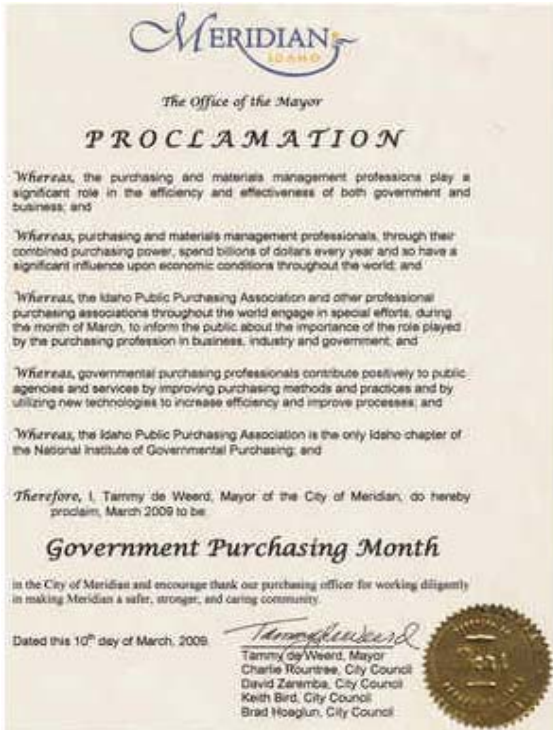 MERIDIAN
IDAHO
The Office of the Mayor
PROCLAMATION
Whereas, the purchasing and materials management professions play a
significant role in the efficiency and effectiveness of both government and
business; and
Whereas, purchasing and materials management professionals, through their
combined purchasing power, spend billions of dollars every year and so have a
significant influence upon economic conditions throughout the world; and
Whereas, the Idaho Public Purchasing Association and other professional
purchasing associations throughout the world engage in special efforts, during
the month of March, to inform the public about the importance of the role played
by the purchasing profession in business, industry and government; and
Whereas, governmental purchasing professionals contribute positively to public
agencies and services by improving purchasing methods and practices and by
utilizing new technologies to increase efficiency and improve processes; and
Whereas, the Idaho Public Purchasing Association is the only Idaho chapter of
the National Institute of Governmental Purchasing; and
Therefore, I, Tammy de Weerd, Mayor of the City of Meridian, do hereby
proclaim, March 2009 to be:
Government Purchasing Month
in the City of Meridian and encourage thank our purchasing officer for working diligently
in making Meridian a safer, stronger, and caring community.
Dated this 10th day of March, 2009.
Tammy de Weerd
Tammy de Weerd, Mayor
Charlie Rountree, City Council
David Zaremba, City Council
Keith Bird, City Council
Brad Hoaglun, City Council